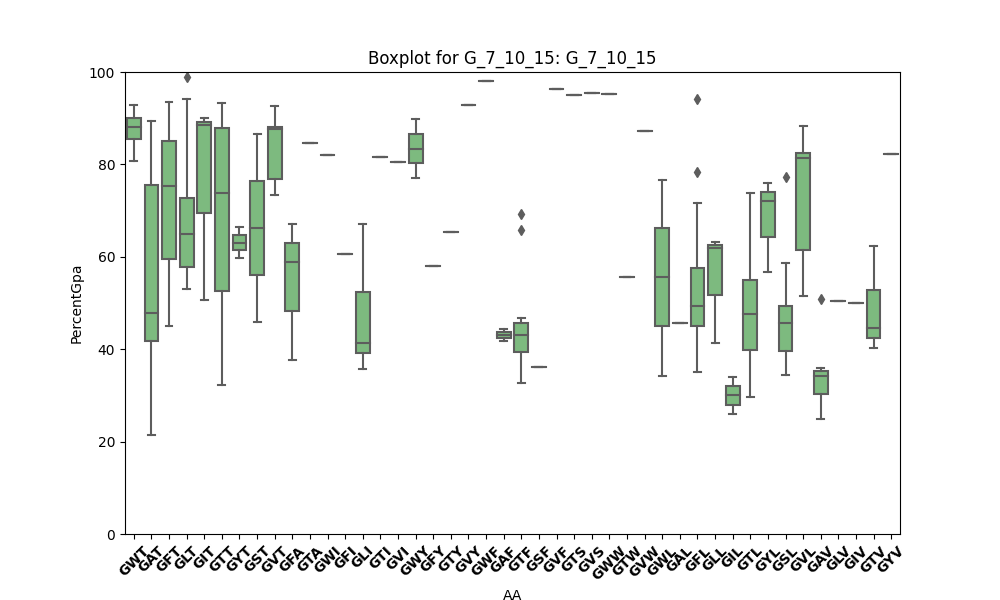 Boxplot for G_7_10_15: G_7_10_15
100
80
60
40
20
0
PercentGpa
GWT GAT GFT GLT GIT GTT GYT GST GVT GFA GTA GWI GFI GLI GTI GVI GWY GFY GTY GVY GWF GAF GTF GSF GVF GTS GVS GWW GTW GVW GWL GAL GFL GLL GIL GTL GYL GSL GVL GAV GLV GIV GTV GYV
AA